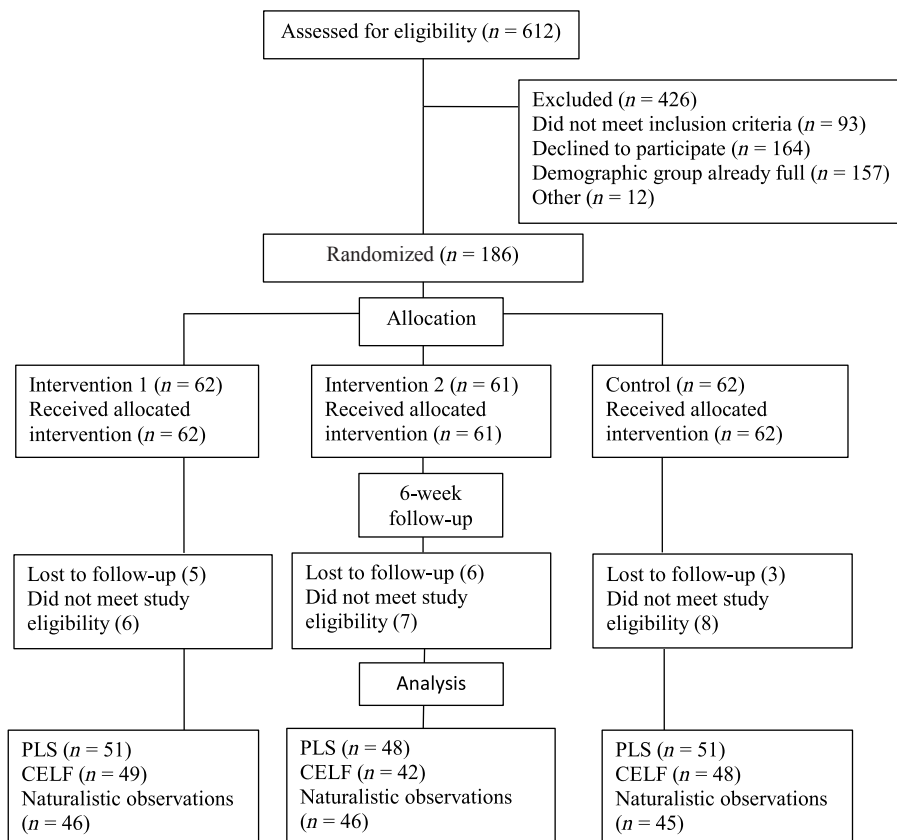 Assessed for eligibility (n = 612)
Excluded (n = 426)
Did not meet inclusion criteria (n = 93)
Declined to participate (n = 164)
Demographic group already full (n = 157)
Other (n = 12)
Randomized (n = 186)
Allocation
Intervention 1 (n = 62)
Received allocated
intervention (n = 62)
Intervention 2 (n = 61)
Received allocated
intervention (n = 61)
Control (n = 62)
Received allocated
intervention (n = 62)
6-week
follow-up
Lost to follow-up (5)
Did not meet study
eligibility (6)
Lost to follow-up (6)
Did not meet study
eligibility (7)
Lost to follow-up (3)
Did not meet study
eligibility (8)
Analysis
PLS (n = 51)
CELF (n = 49)
Naturalistic observations
(n = 46)
PLS (n = 48)
CELF (n = 42)
Naturalistic observations
(n = 46)
PLS (n = 51)
CELF (n = 48)
Naturalistic observations
(n = 45)